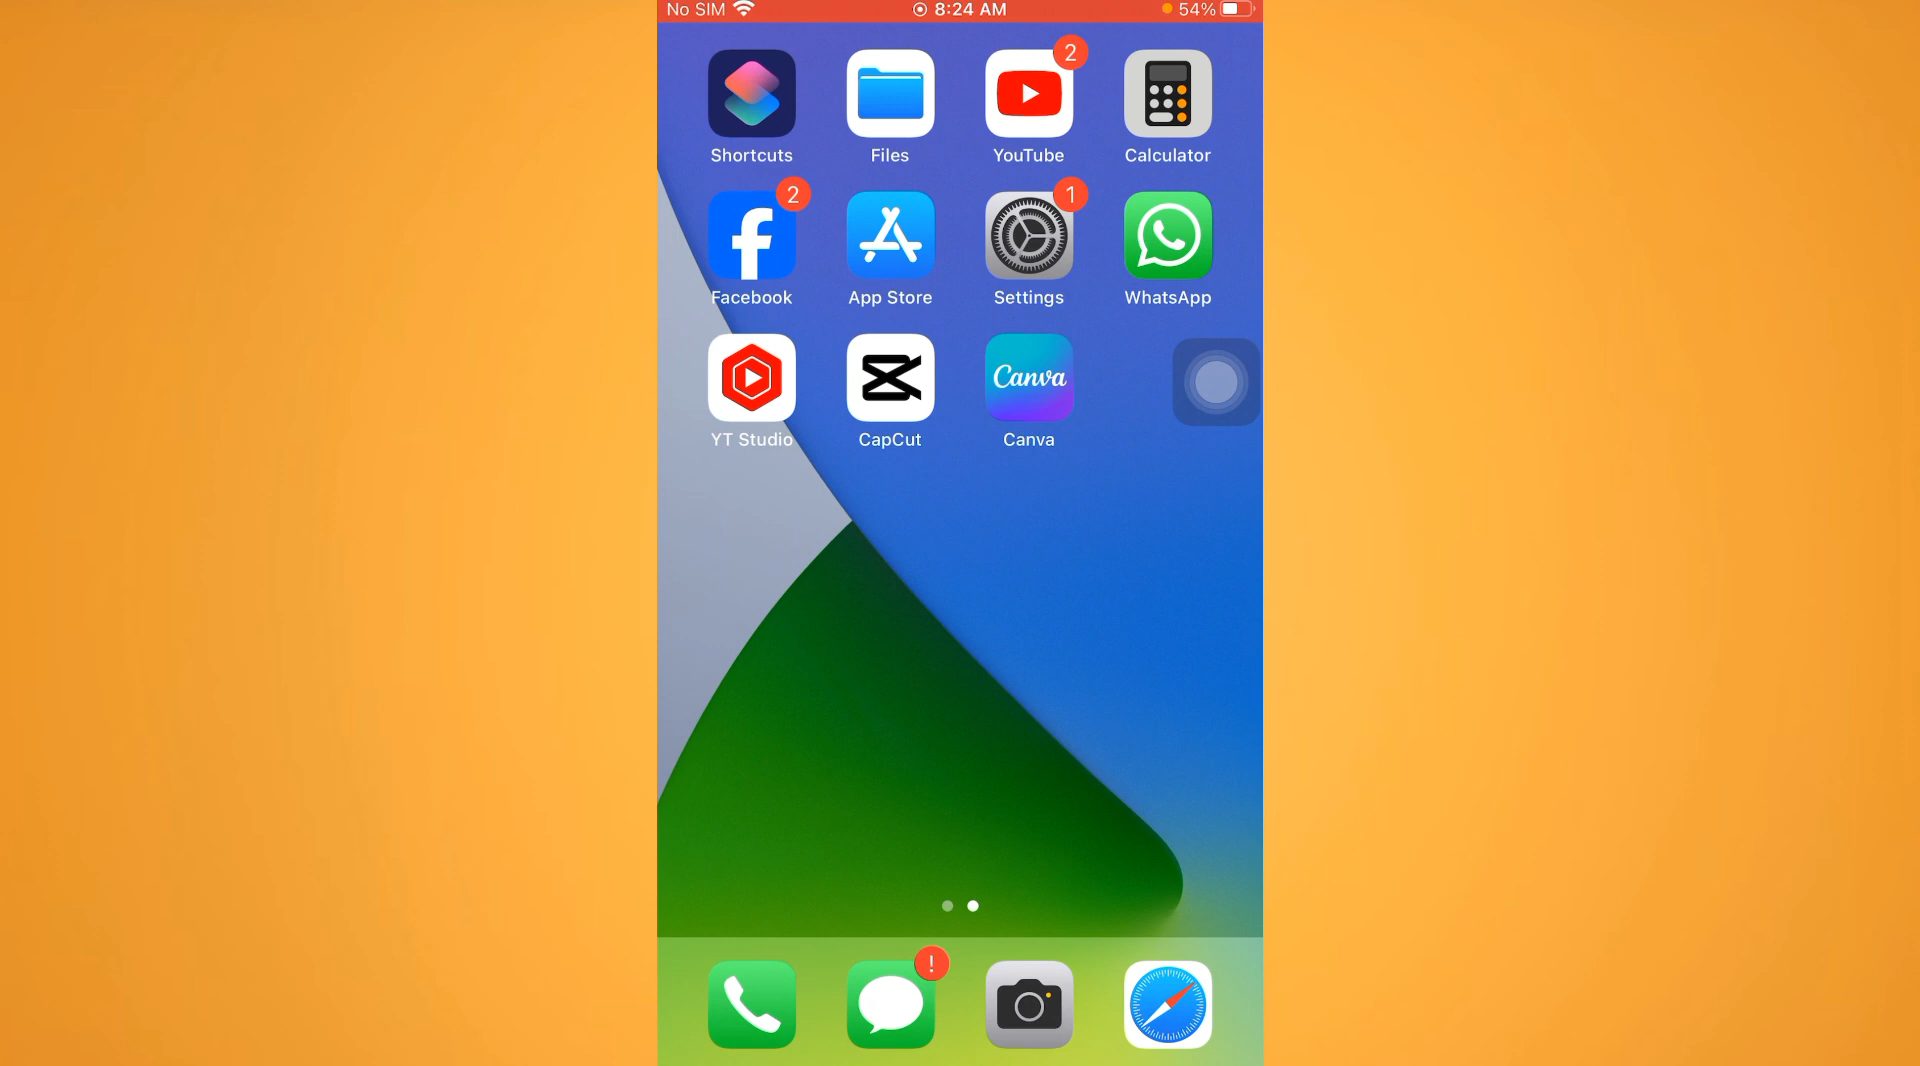 No SIM 8:24 AM 54%
2
Shortcuts Files YouTube Calculator
2 1
Facebook App Store Settings WhatsApp
Canva
YT Studio CapCut Canva
!